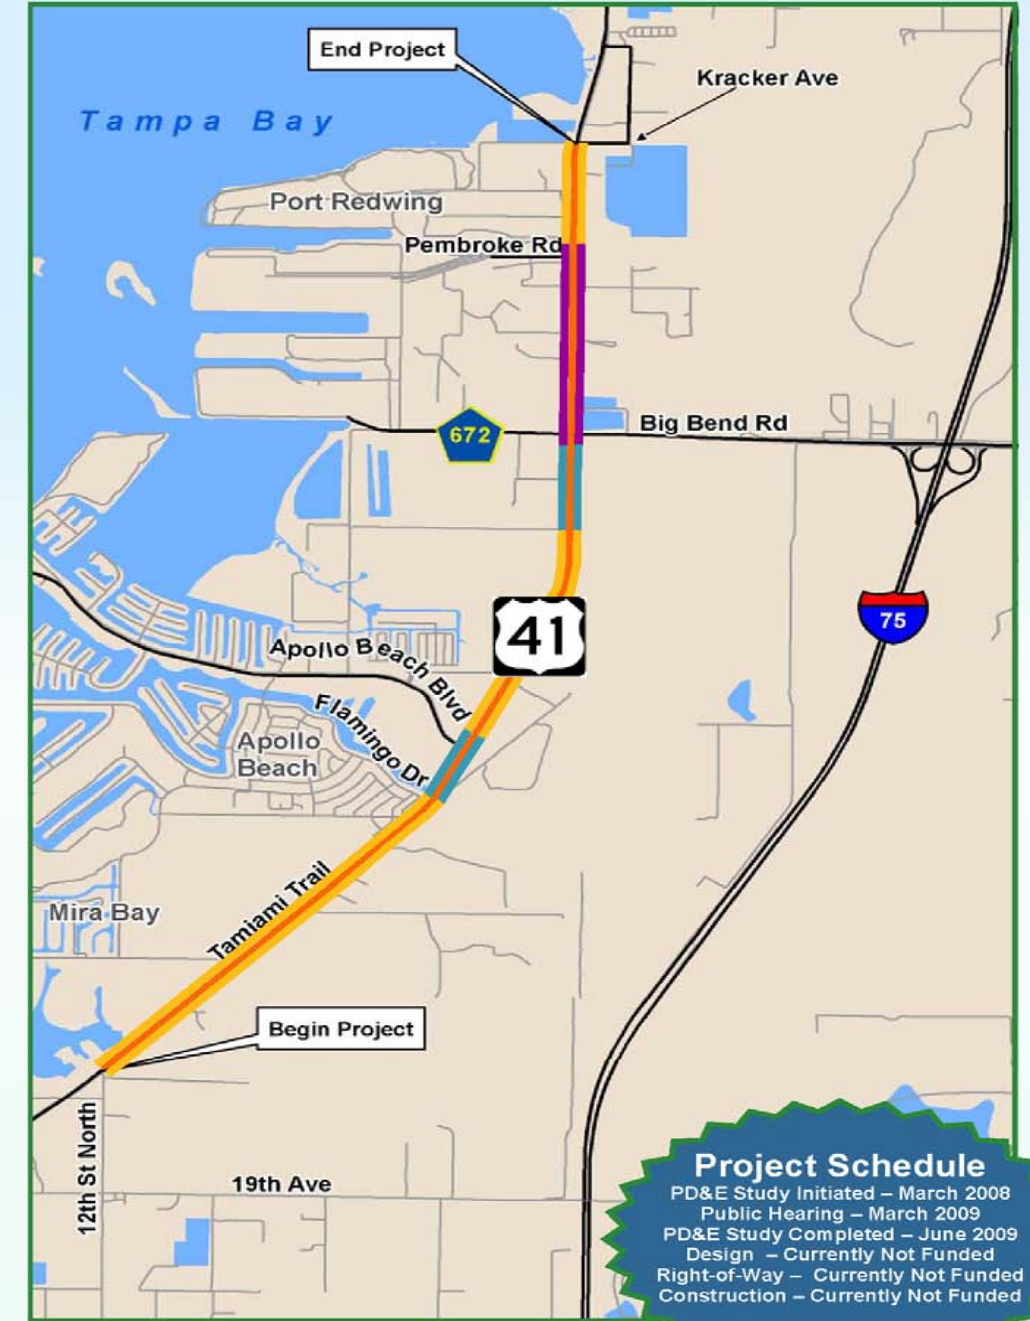 End Project
Kracker Ave
Tampa Bay
Port Redwing
Pembroke Rd
Big Bend Rd
672
41
75
Apollo Beach Blvd
Flamingo Dr
Apollo
Beach
Tamiami Trail
Mira Bay
Begin Project
12th St North
19th Ave
Project Schedule
PD&E Study Initiated – March 2008
Public Hearing – March 2009
PD&E Study Completed – June 2009
Design – Currently Not Funded
Right-of-Way – Currently Not Funded
Construction – Currently Not Funded